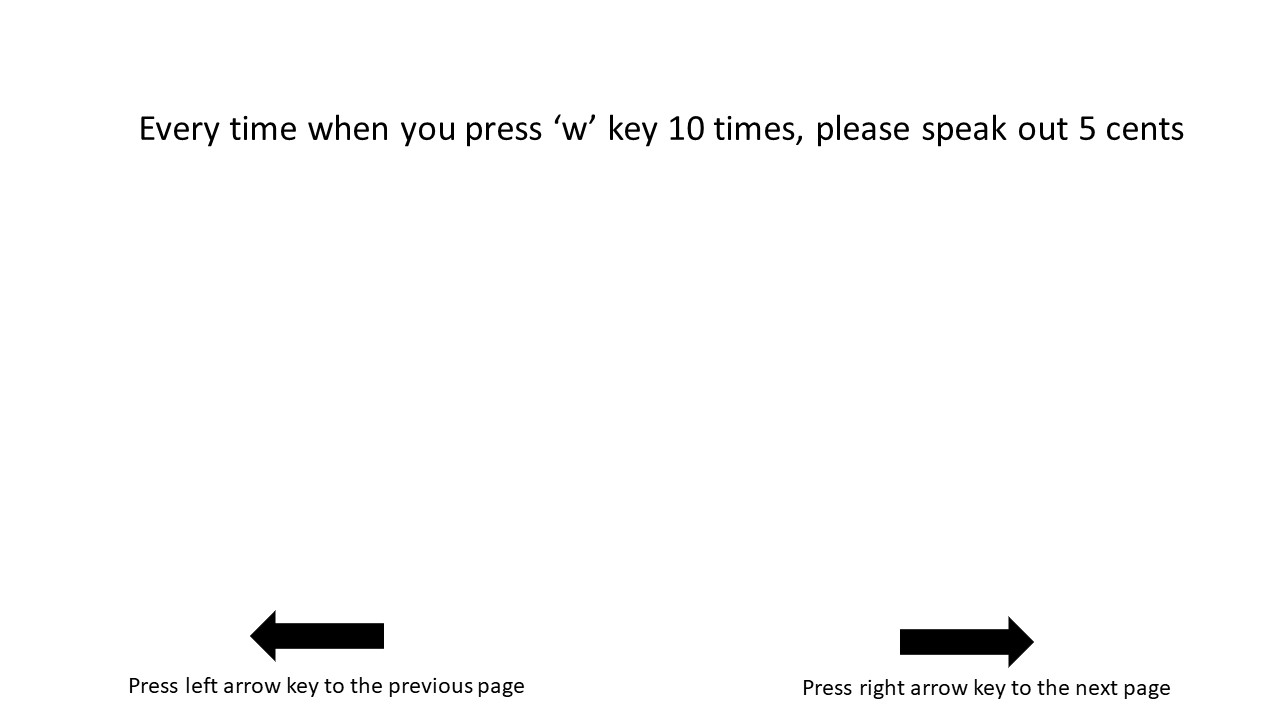 Every time when you press ‘w’ key 10 times, please speak out 5 cents
Press left arrow key to the previous page
Press right arrow key to the next page